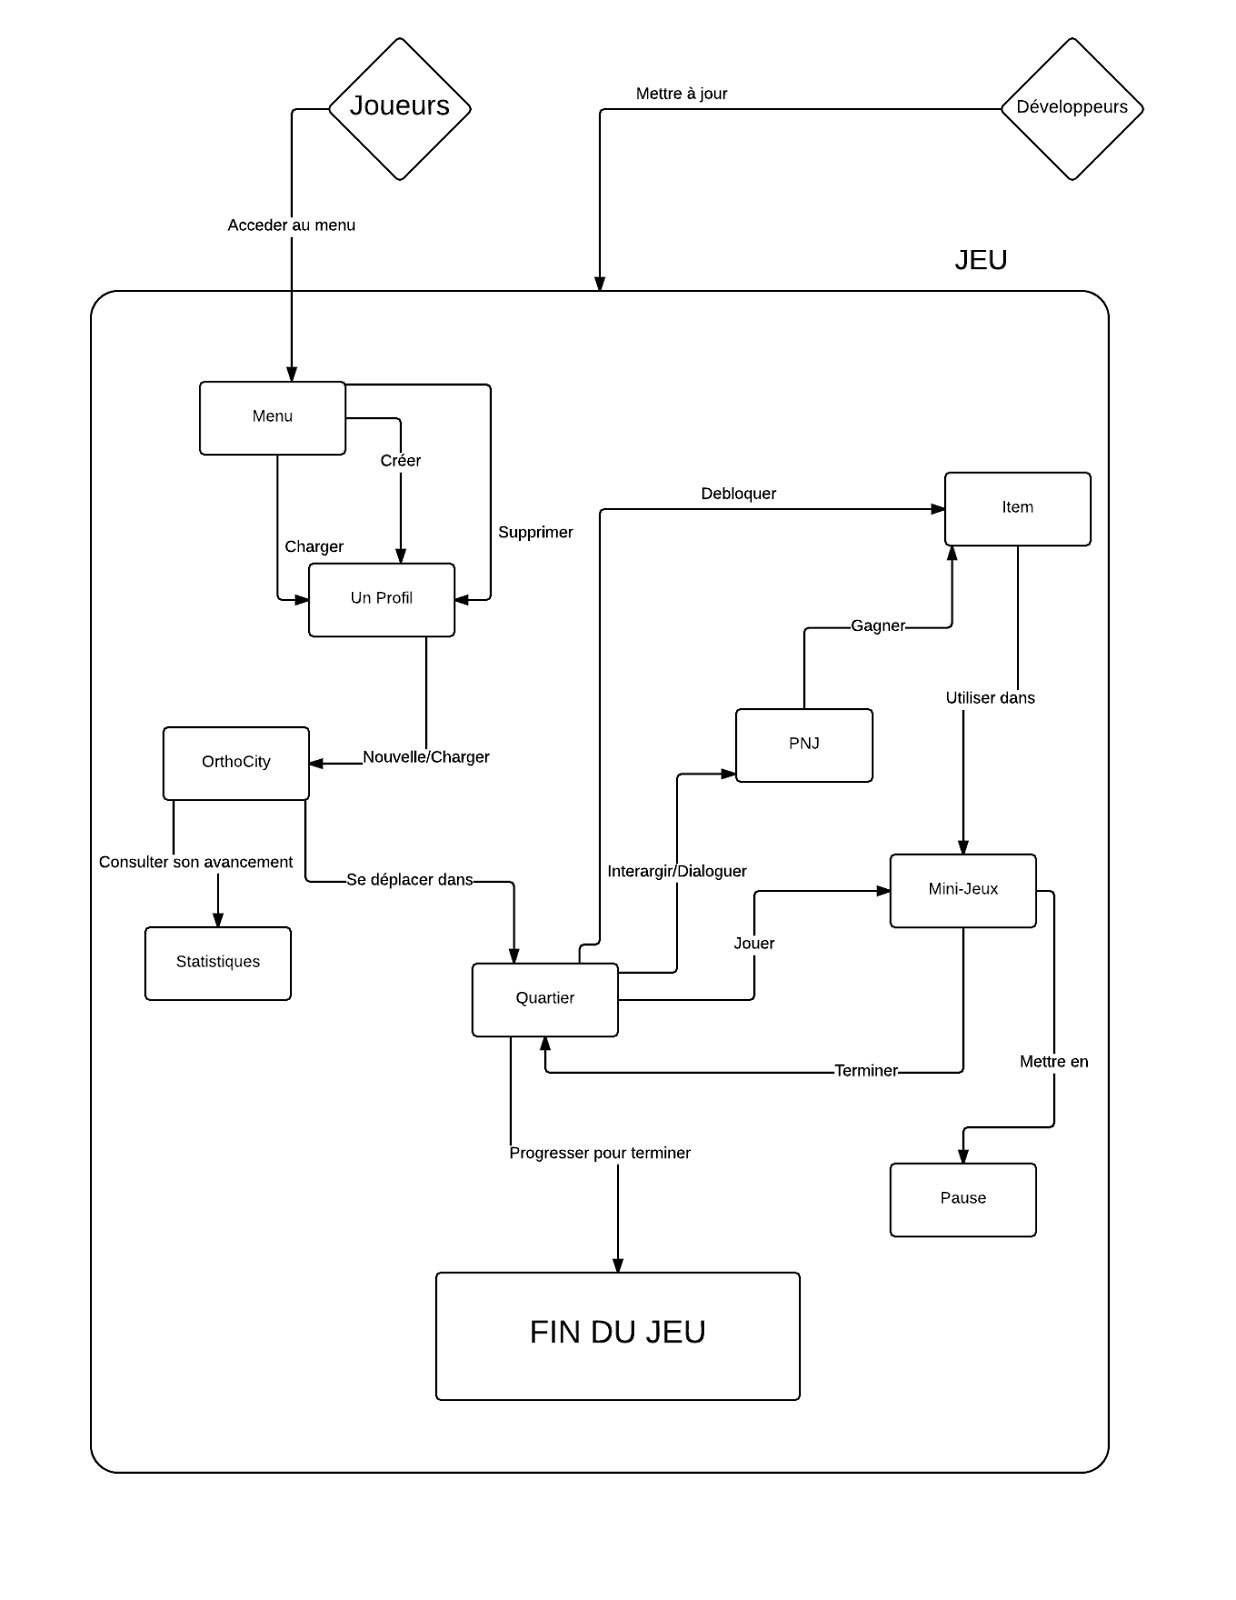 Joueurs
Mettre à jour
Développeurs
Acceder au menu
JEU
Menu
Créer
Supprimer
Charger
Un Profil
Debloquer
Item
Gagner
Utiliser dans
PNJ
OrthoCity
Nouvelle/Charger
Consulter son avancement
Se déplacer dans
Interargir/Dialoguer
Mini-Jeux
Jouer
Statistiques
Quartier
Terminer
Mettre en
Progresser pour terminer
Pause
FIN DU JEU